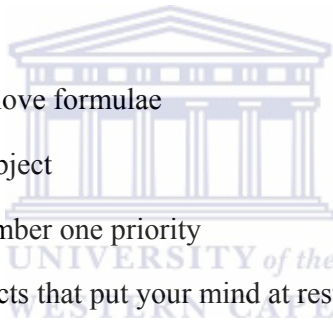 ove formulae
bject
mber one priority
UNIVERSITY of the
cts that put your mind at res
WESTERN CAPE